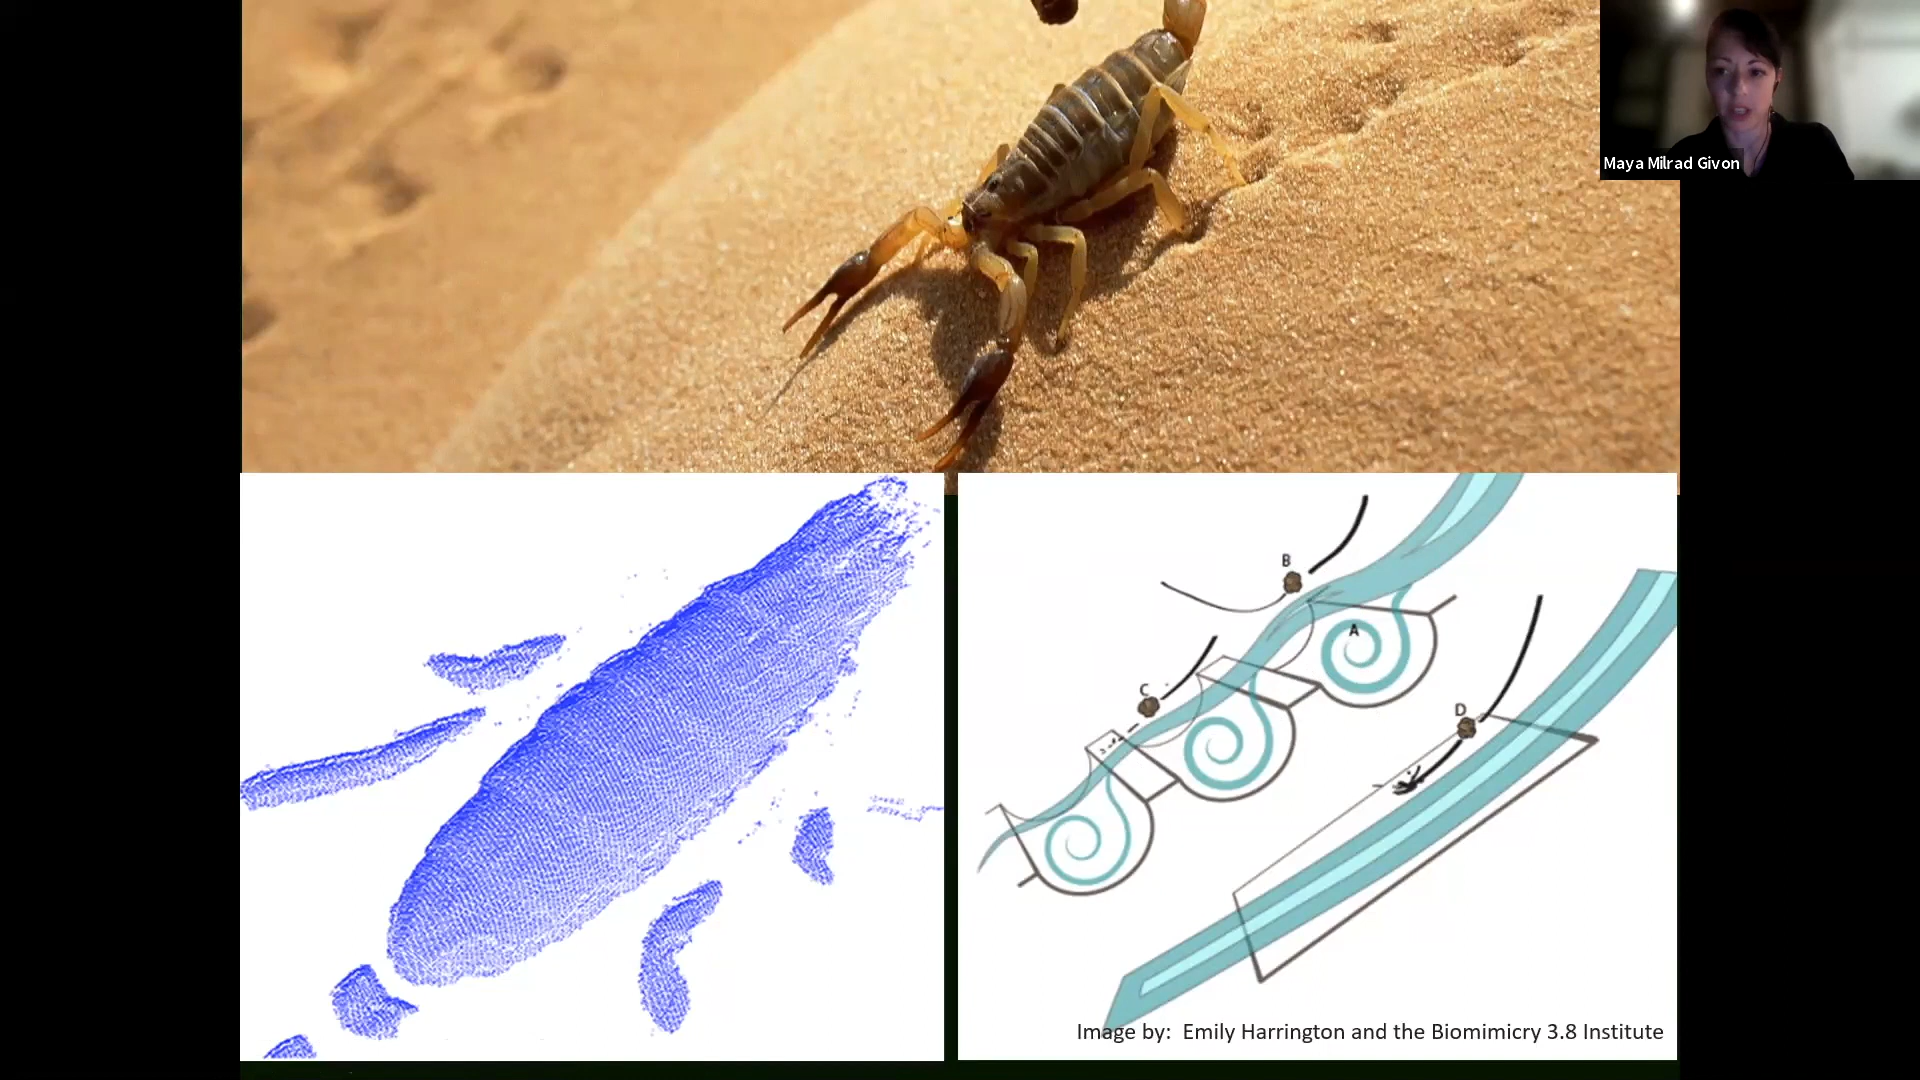 Maya Milrad Givon
B
A
C
D
Image by: Emily Harrington and the Biomimicry 3.8 Institute